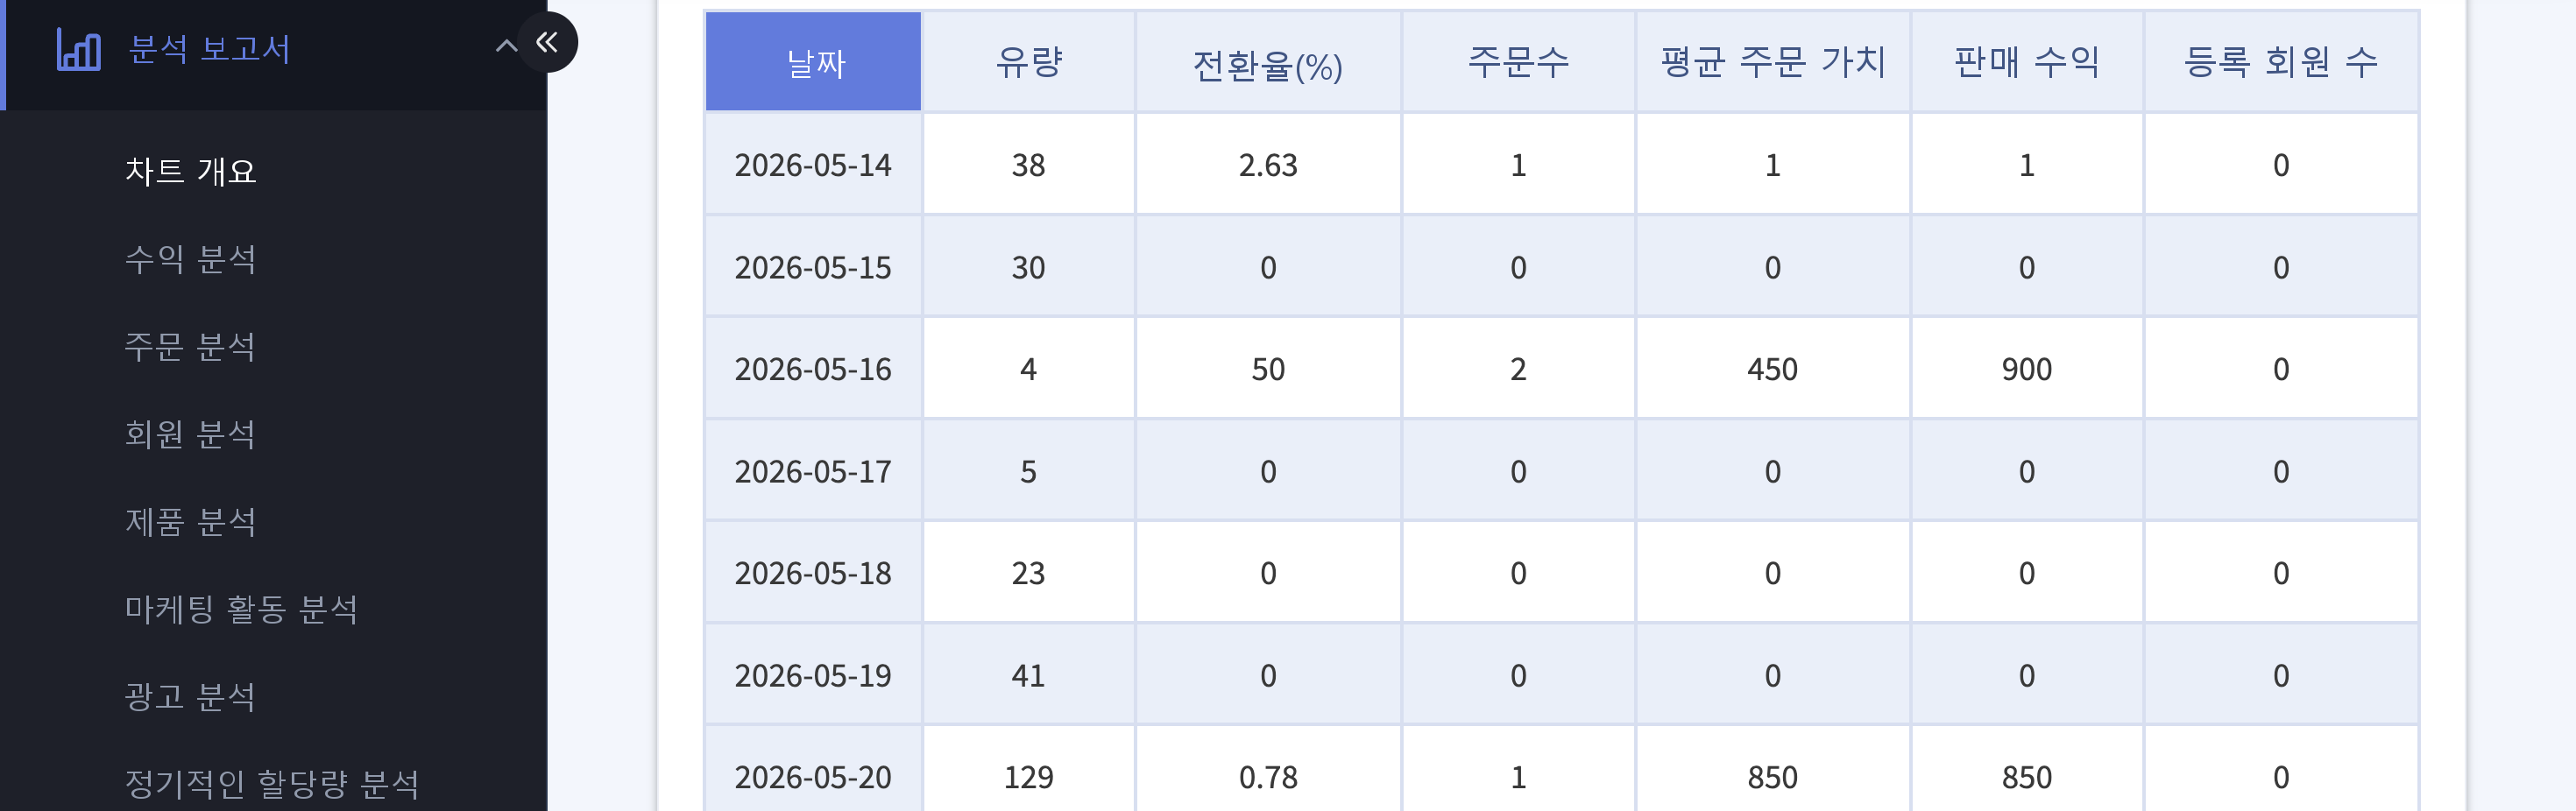 분석 보고서
차트 개요
수익 분석
주문 분석
회원 분석
제품 분석
마케팅 활동 분석
광고 분석
정기적인 할당량 분석
날짜 유량 전환율(%) 주문수 평균 주문 가치 판매 수익 등록 회원 수
2026-05-14 38 2.63 1 1 1 0
2026-05-15 30 0 0 0 0 0
2026-05-16 4 50 2 450 900 0
2026-05-17 5 0 0 0 0 0
2026-05-18 23 0 0 0 0 0
2026-05-19 41 0 0 0 0 0
2026-05-20 129 0.78 1 850 850 0